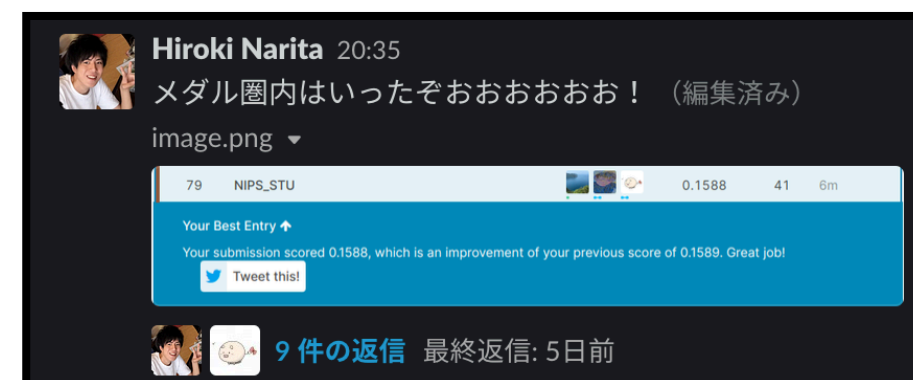 Hiroki Narita 20:35
メダル圏内はいったぞおおおおおお！ （編集済み）
image.png
79 NIPS_STU 0.1588 41 6m
Your Best Entry ↑
Your submission scored 0.1588, which is an improvement of your previous score of 0.1589. Great job!
Tweet this!
9 件の返信 最終返信: 5日前